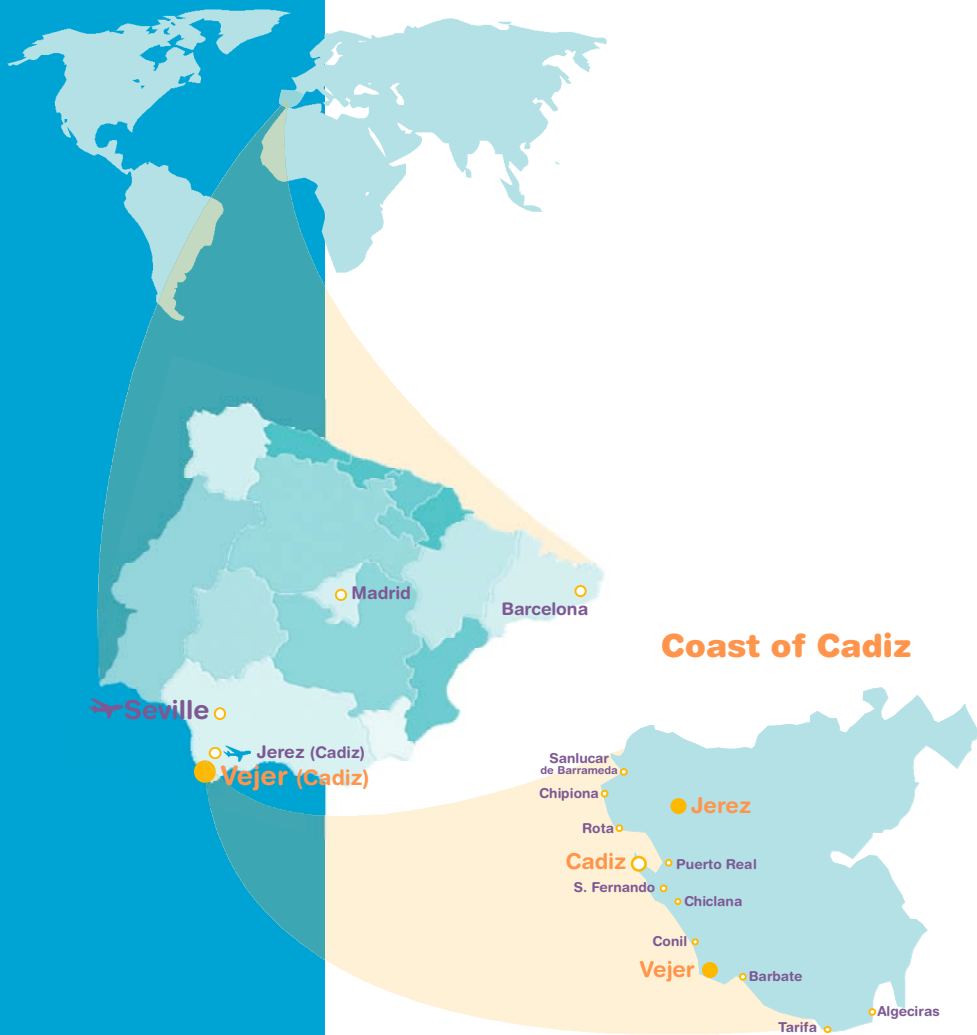 Madrid
Barcelona
Coast of Cadiz
Seville
Jerez (Cadiz)
Vejer (Cadiz)
Sanlucar
de Barrameda
Chipiona
Jerez
Rota
Cadiz
Puerto Real
S. Fernando
Chiclana
Conil
Vejer
Barbate
Algeciras
Tarifa